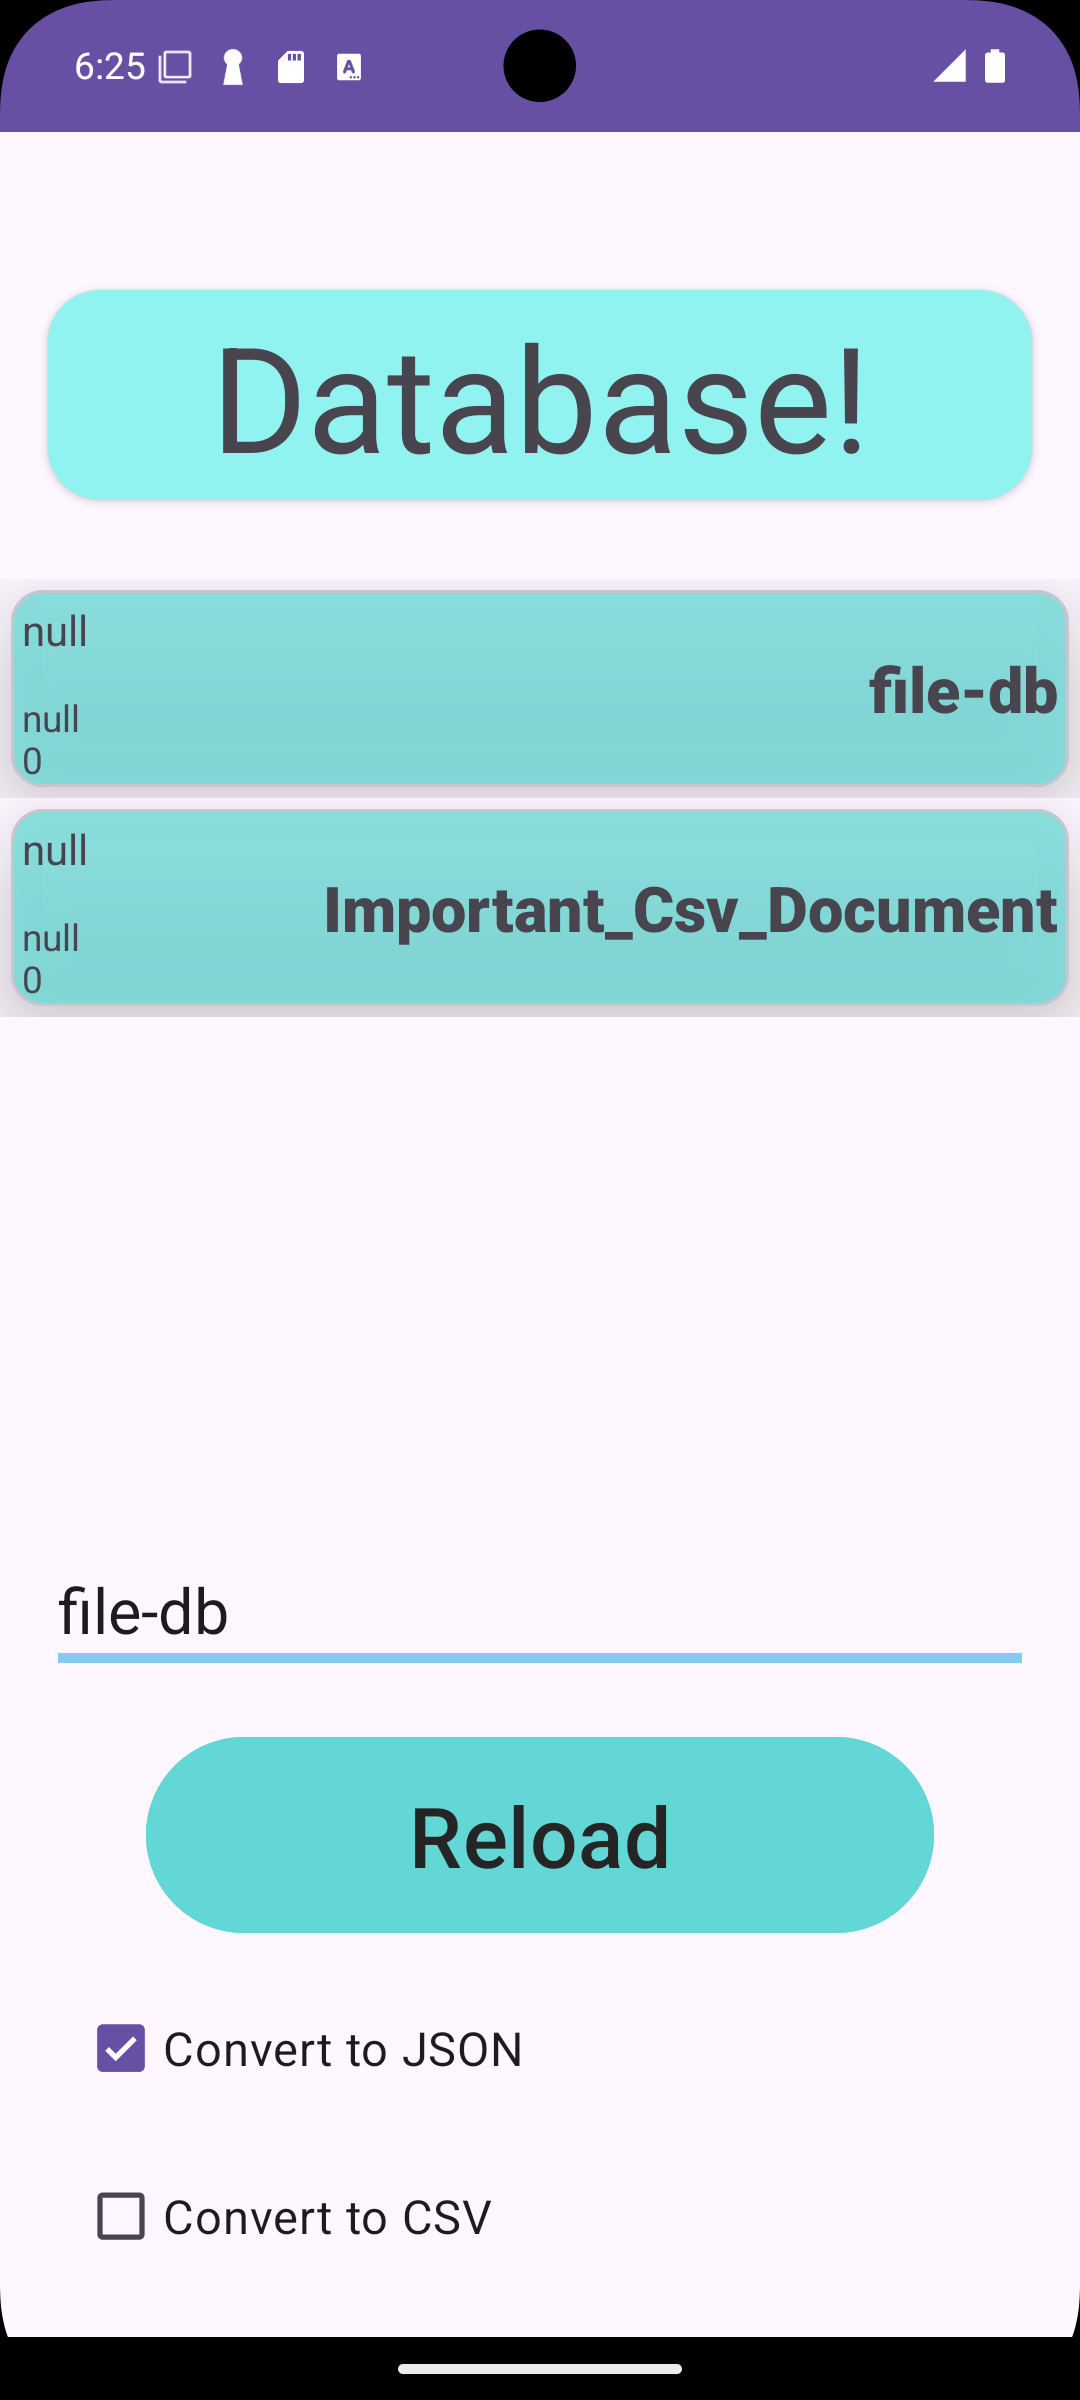 6:25
Database!
null
file-db
null
0
null
Important_Csv_Document
null
0
file-db
Reload
Convert to JSON
Convert to CSV